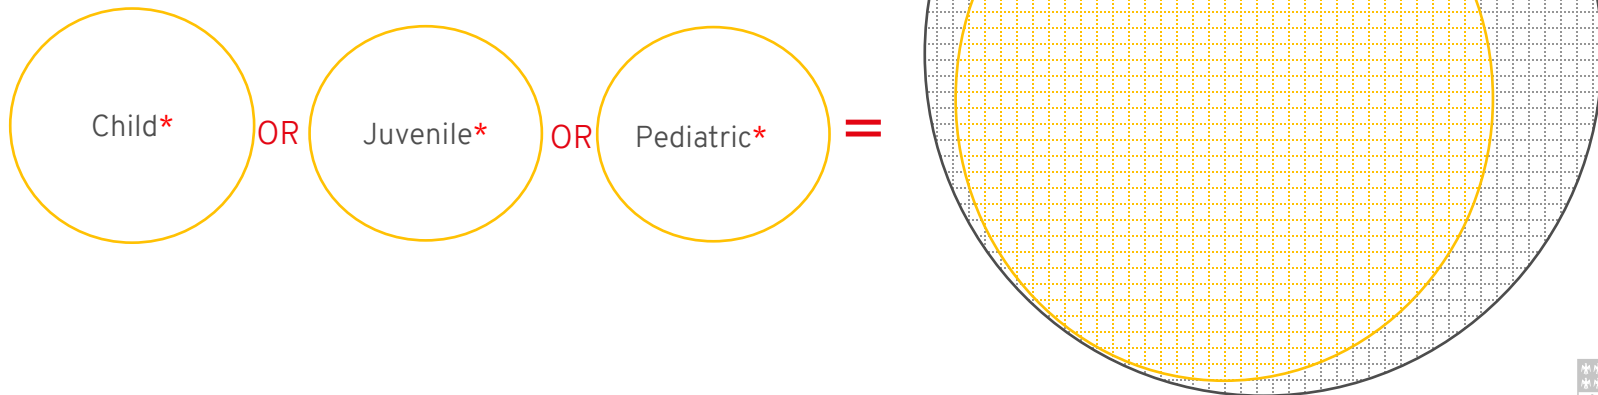 Child* OR Juvenile* OR Pediatric* =